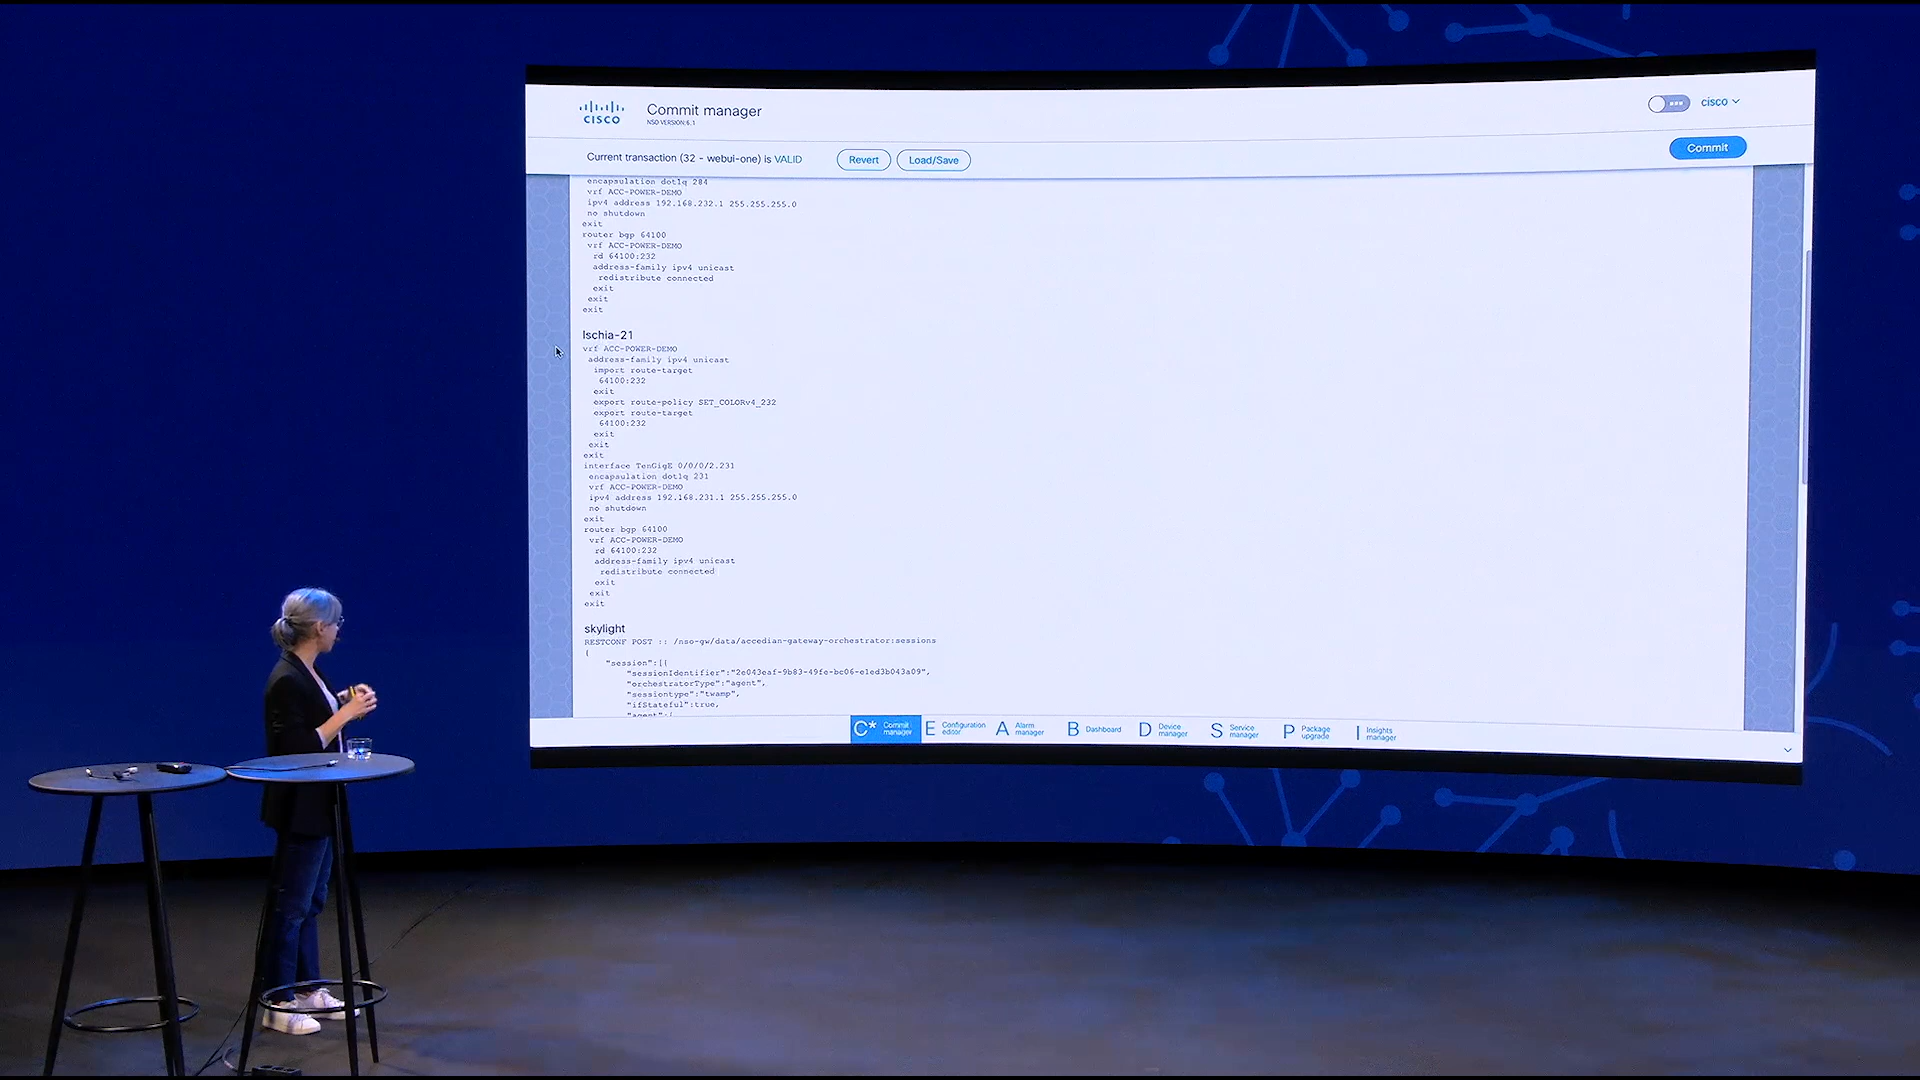 CISCO
Commit manager
NSO VERSION: 6.1
cisco
Current transaction (32 - webui-one) is VALID
Revert
Load/Save
Commit
encapsulation dot1q 284
vrf ACC-POWER-DEMO
ipv4 address 192.168.232.1 255.255.255.0
no shutdown
exit
router bgp 64100
vrf ACC-POWER-DEMO
rd 64100:232
address-family ipv4 unicast
redistribute connected
exit
exit
exit
Ischia-21
vrf ACC-POWER-DEMO
address-family ipv4 unicast
import route-target
64100:232
exit
export route-policy SET_COLORv4_232
export route-target
64100:232
exit
exit
exit
interface TenGigE 0/0/0/2.231
encapsulation dot1q 231
vrf ACC-POWER-DEMO
ipv4 address 192.168.231.1 255.255.255.0
no shutdown
exit
router bgp 64100
vrf ACC-POWER-DEMO
rd 64100:232
address-family ipv4 unicast
redistribute connected
exit
exit
exit
skylight
RESTCONF POST :: /nso-gw/data/accedian-gateway-orchestrator:sessions
{
"session":[{
"sessionIdentifier":"2e043eaf-9b83-49fe-bc06-e1ed3b043a09",
"orchestratorType":"agent",
"sessiontype":"twamp",
"ifStateful":true,
"agent":{
C* Commit manager
E Configuration editor
A Alarm manager
B Dashboard
D Device manager
S Service manager
P Package upgrade
I Insights manager